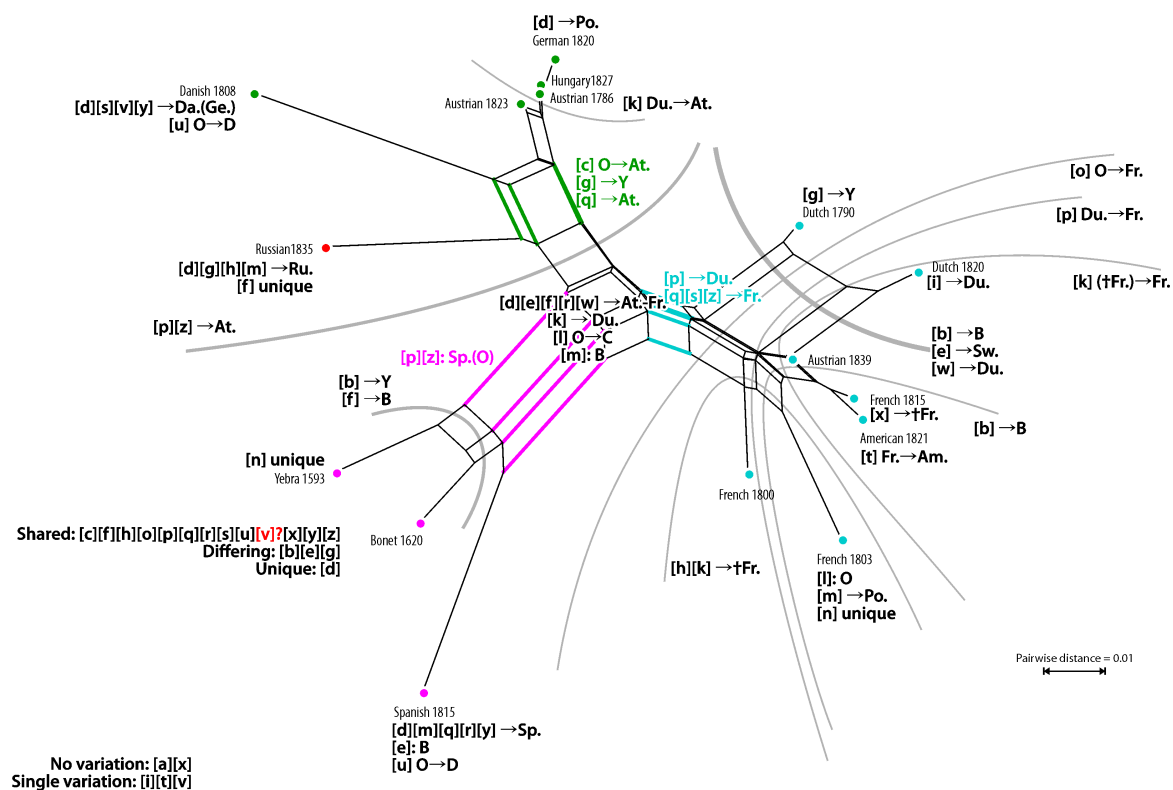 [d] →Po.
German 1820
Hungary1827
Austrian 1786
Austrian 1823
[k] Du.→At.
Danish 1808
[d][s][v][y] →Da.(Ge.)
[u] O→D
[c] O→At.
[g] →Y
[q] →At.
[o] O→Fr.
[g] →Y
Dutch 1790
[p] Du.→Fr.
Russian1835
[d][g][h][m] →Ru.
[f] unique
Dutch 1820
[i] →Du.
[k] (†Fr.)→Fr.
[p] →Du.
[q][s][z] →Fr.
[d][e][f][r][w] →At.-Fr.
[k] →Du.
[l] O→C
[m]: B
[p][z] →At.
[b] →B
[e] →Sw.
[w] →Du.
[p][z]: Sp.(O)
Austrian 1839
[b] →Y
[f] →B
French 1815
[x] →†Fr.
[b] →B
American 1821
[t] Fr.→Am.
[n] unique
Yebra 1593
French 1800
Shared: [c][f][h][o][p][q][r][s][u][v]?[x][y][z]
Differing: [b][e][g]
Unique: [d]
Bonet 1620
French 1803
[l]: O
[m] →Po.
[n] unique
[h][k] →†Fr.
Pairwise distance = 0.01
Spanish 1815
[d][m][q][r][y] →Sp.
[e]: B
[u] O→D
No variation: [a][x]
Single variation: [i][t][v]